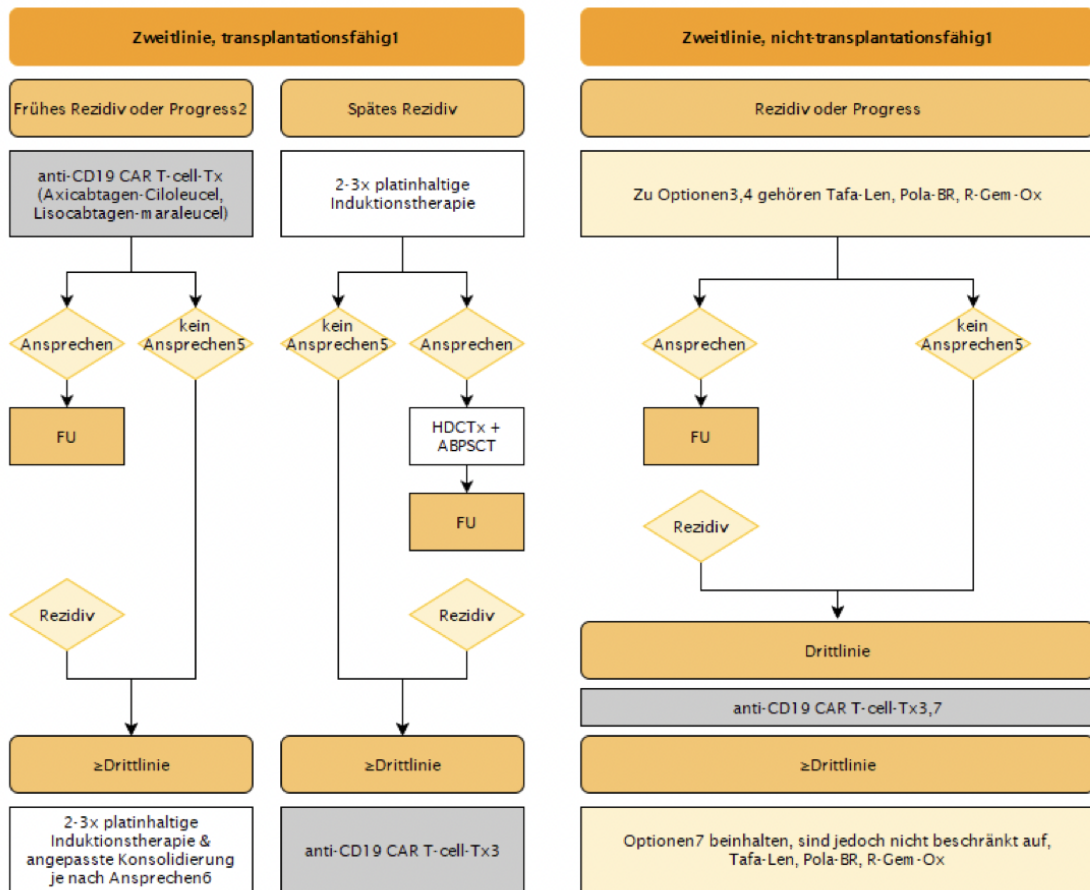 Zweitlinie, transplantationsfähig1
Frühes Rezidiv oder Progress2
anti-CD19 CAR T-cell-Tx
(Axicabtagen-Ciloleucel,
Lisocabtagen-maraleucel)
Ansprechen
kein
Ansprechen5
FU
Rezidiv
≥Drittlinie
2-3x platinhaltige
Induktionstherapie &
angepasste Konsolidierung
je nach Ansprechen6
Spätes Rezidiv
2-3x platinhaltige
Induktionstherapie
kein
Ansprechen5
Ansprechen
HDCTx +
ABPSCT
FU
Rezidiv
≥Drittlinie
anti-CD19 CAR T-cell-Tx3
Zweitlinie, nicht-transplantationsfähig1
Rezidiv oder Progress
Zu Optionen3,4 gehören Tafa-Len, Pola-BR, R-Gem-Ox
Ansprechen
kein
Ansprechen5
FU
Rezidiv
Drittlinie
anti-CD19 CAR T-cell-Tx3,7
≥Drittlinie
Optionen7 beinhalten, sind jedoch nicht beschränkt auf,
Tafa-Len, Pola-BR, R-Gem-Ox